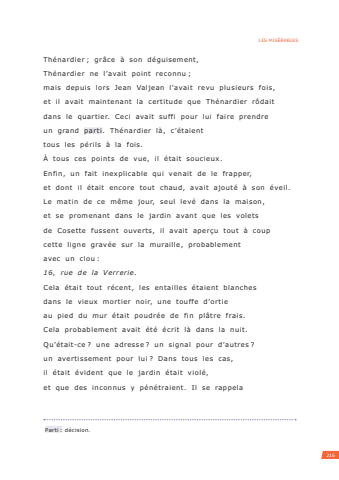 LES MISÉRABLES
Thénardier ; grâce à son déguisement,
Thénardier ne l’avait point reconnu ;
mais depuis lors Jean Valjean l’avait revu plusieurs fois,
et il avait maintenant la certitude que Thénardier rôdait
dans le quartier. Ceci avait suffi pour lui faire prendre
un grand parti. Thénardier là, c’étaient
tous les périls à la fois.
À tous ces points de vue, il était soucieux.
Enfin, un fait inexplicable qui venait de le frapper,
et dont il était encore tout chaud, avait ajouté à son éveil.
Le matin de ce même jour, seul levé dans la maison,
et se promenant dans le jardin avant que les volets
de Cosette fussent ouverts, il avait aperçu tout à coup
cette ligne gravée sur la muraille, probablement
avec un clou :
16, rue de la Verrerie.
Cela était tout récent, les entailles étaient blanches
dans le vieux mortier noir, une touffe d’ortie
au pied du mur était poudrée de fin plâtre frais.
Cela probablement avait été écrit là dans la nuit.
Qu’était-ce ? une adresse ? un signal pour d’autres ?
un avertissement pour lui ? Dans tous les cas,
il était évident que le jardin était violé,
et que des inconnus y pénétraient. Il se rappela
Parti : décision.
216